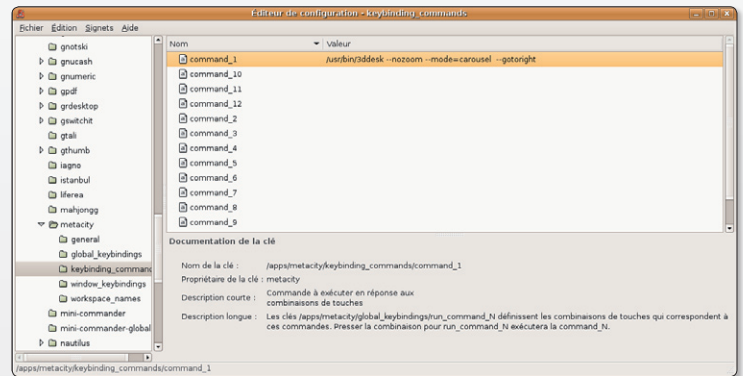 Éditeur de configuration - keybinding_commands
Fichier Édition Signets Aide
gnotski
gnucash
gnumeric
gpdf
grdesktop
gswitchit
gtali
gthumb
iagno
istanbul
liferea
mahjongg
metacity
general
global_keybindings
keybinding_command
window_keybindings
workspace_names
mini-commander
mini-commander-global
nautilus
Nom Valeur
command_1 /usr/bin/3ddesk --nozoom --mode=carousel --gotoright
command_10
command_11
command_12
command_2
command_3
command_4
command_5
command_6
command_7
command_8
command_9
Documentation de la clé
Nom de la clé : /apps/metacity/keybinding_commands/command_1
Propriétaire de la clé : metacity
Description courte : Commande à exécuter en réponse aux
combinaisons de touches
Description longue : Les clés /apps/metacity/global_keybindings/run_command_N définissent les combinaisons de touches qui correspondent à
ces commandes. Presser la combinaison pour run_command_N exécutera la command_N.
/apps/metacity/keybinding_commands/command_1